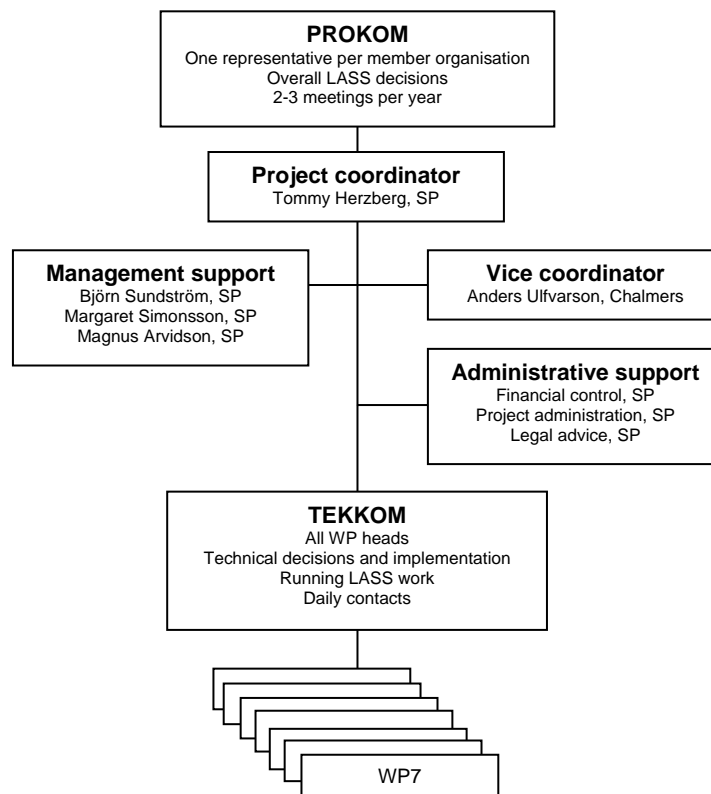 PROKOM
One representative per member organisation
Overall LASS decisions
2-3 meetings per year
Project coordinator
Tommy Herzberg, SP
Management support
Björn Sundström, SP
Margaret Simonsson, SP
Magnus Arvidson, SP
Vice coordinator
Anders Ulfvarson, Chalmers
Administrative support
Financial control, SP
Project administration, SP
Legal advice, SP
TEKKOM
All WP heads
Technical decisions and implementation
Running LASS work
Daily contacts
WP7